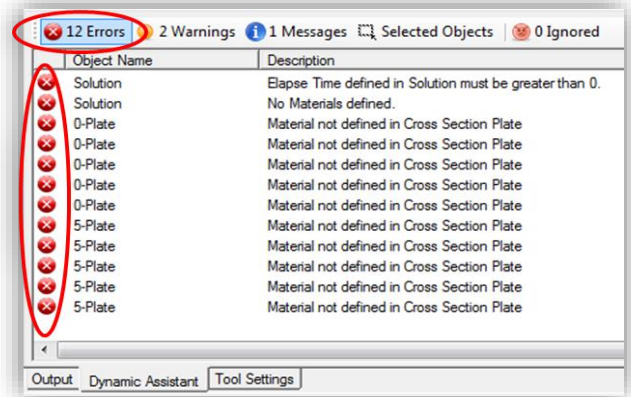 12 Errors 2 Warnings 1 Messages Selected Objects 0 Ignored
Object Name Description
Solution Elapse Time defined in Solution must be greater than 0.
Solution No Materials defined.
0-Plate Material not defined in Cross Section Plate
0-Plate Material not defined in Cross Section Plate
0-Plate Material not defined in Cross Section Plate
0-Plate Material not defined in Cross Section Plate
0-Plate Material not defined in Cross Section Plate
5-Plate Material not defined in Cross Section Plate
5-Plate Material not defined in Cross Section Plate
5-Plate Material not defined in Cross Section Plate
5-Plate Material not defined in Cross Section Plate
5-Plate Material not defined in Cross Section Plate
Output Dynamic Assistant Tool Settings